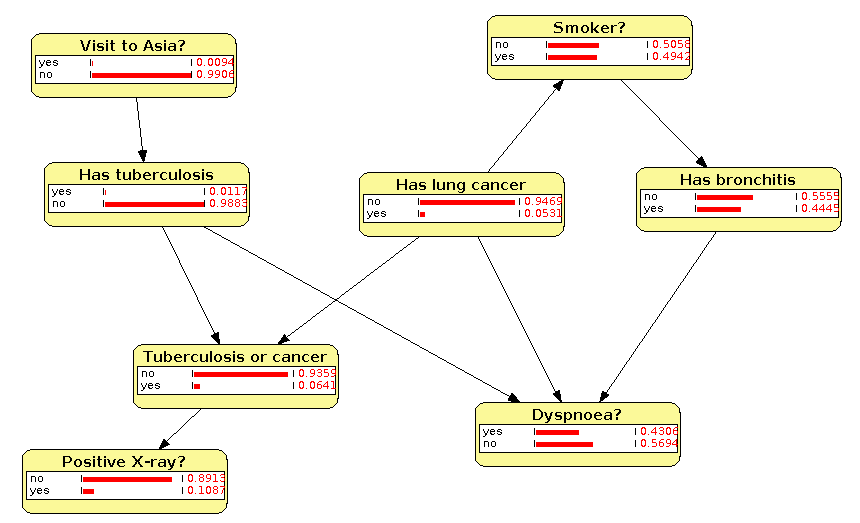 Smoker?
no 0.5058
yes 0.4942
Visit to Asia?
yes 0.0094
no 0.9906
Has tuberculosis
yes 0.0117
no 0.9883
Has lung cancer
no 0.9469
yes 0.0531
Has bronchitis
no 0.5555
yes 0.4445
Tuberculosis or cancer
no 0.9359
yes 0.0641
Dyspnoea?
yes 0.4306
no 0.5694
Positive X-ray?
no 0.8913
yes 0.1087